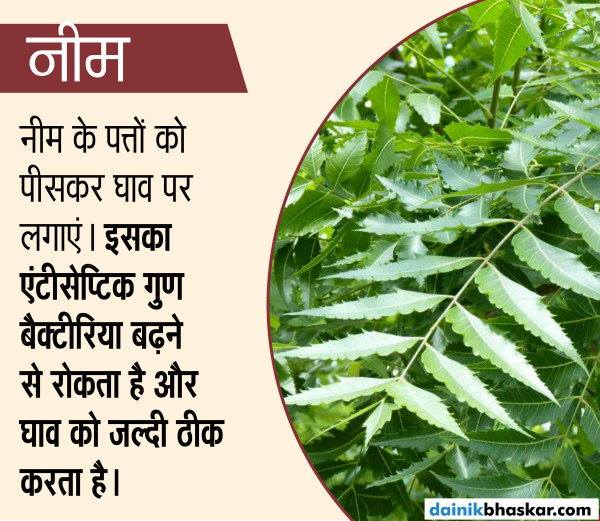 नीम
नीम के पत्तों को
पीसकर घाव पर
लगाएं। इसका
एंटीसेप्टिक गुण
बैक्टीरिया बढ़ने
से रोकता है और
घाव को जल्दी ठीक
करता है।
dainikbhaskar.com